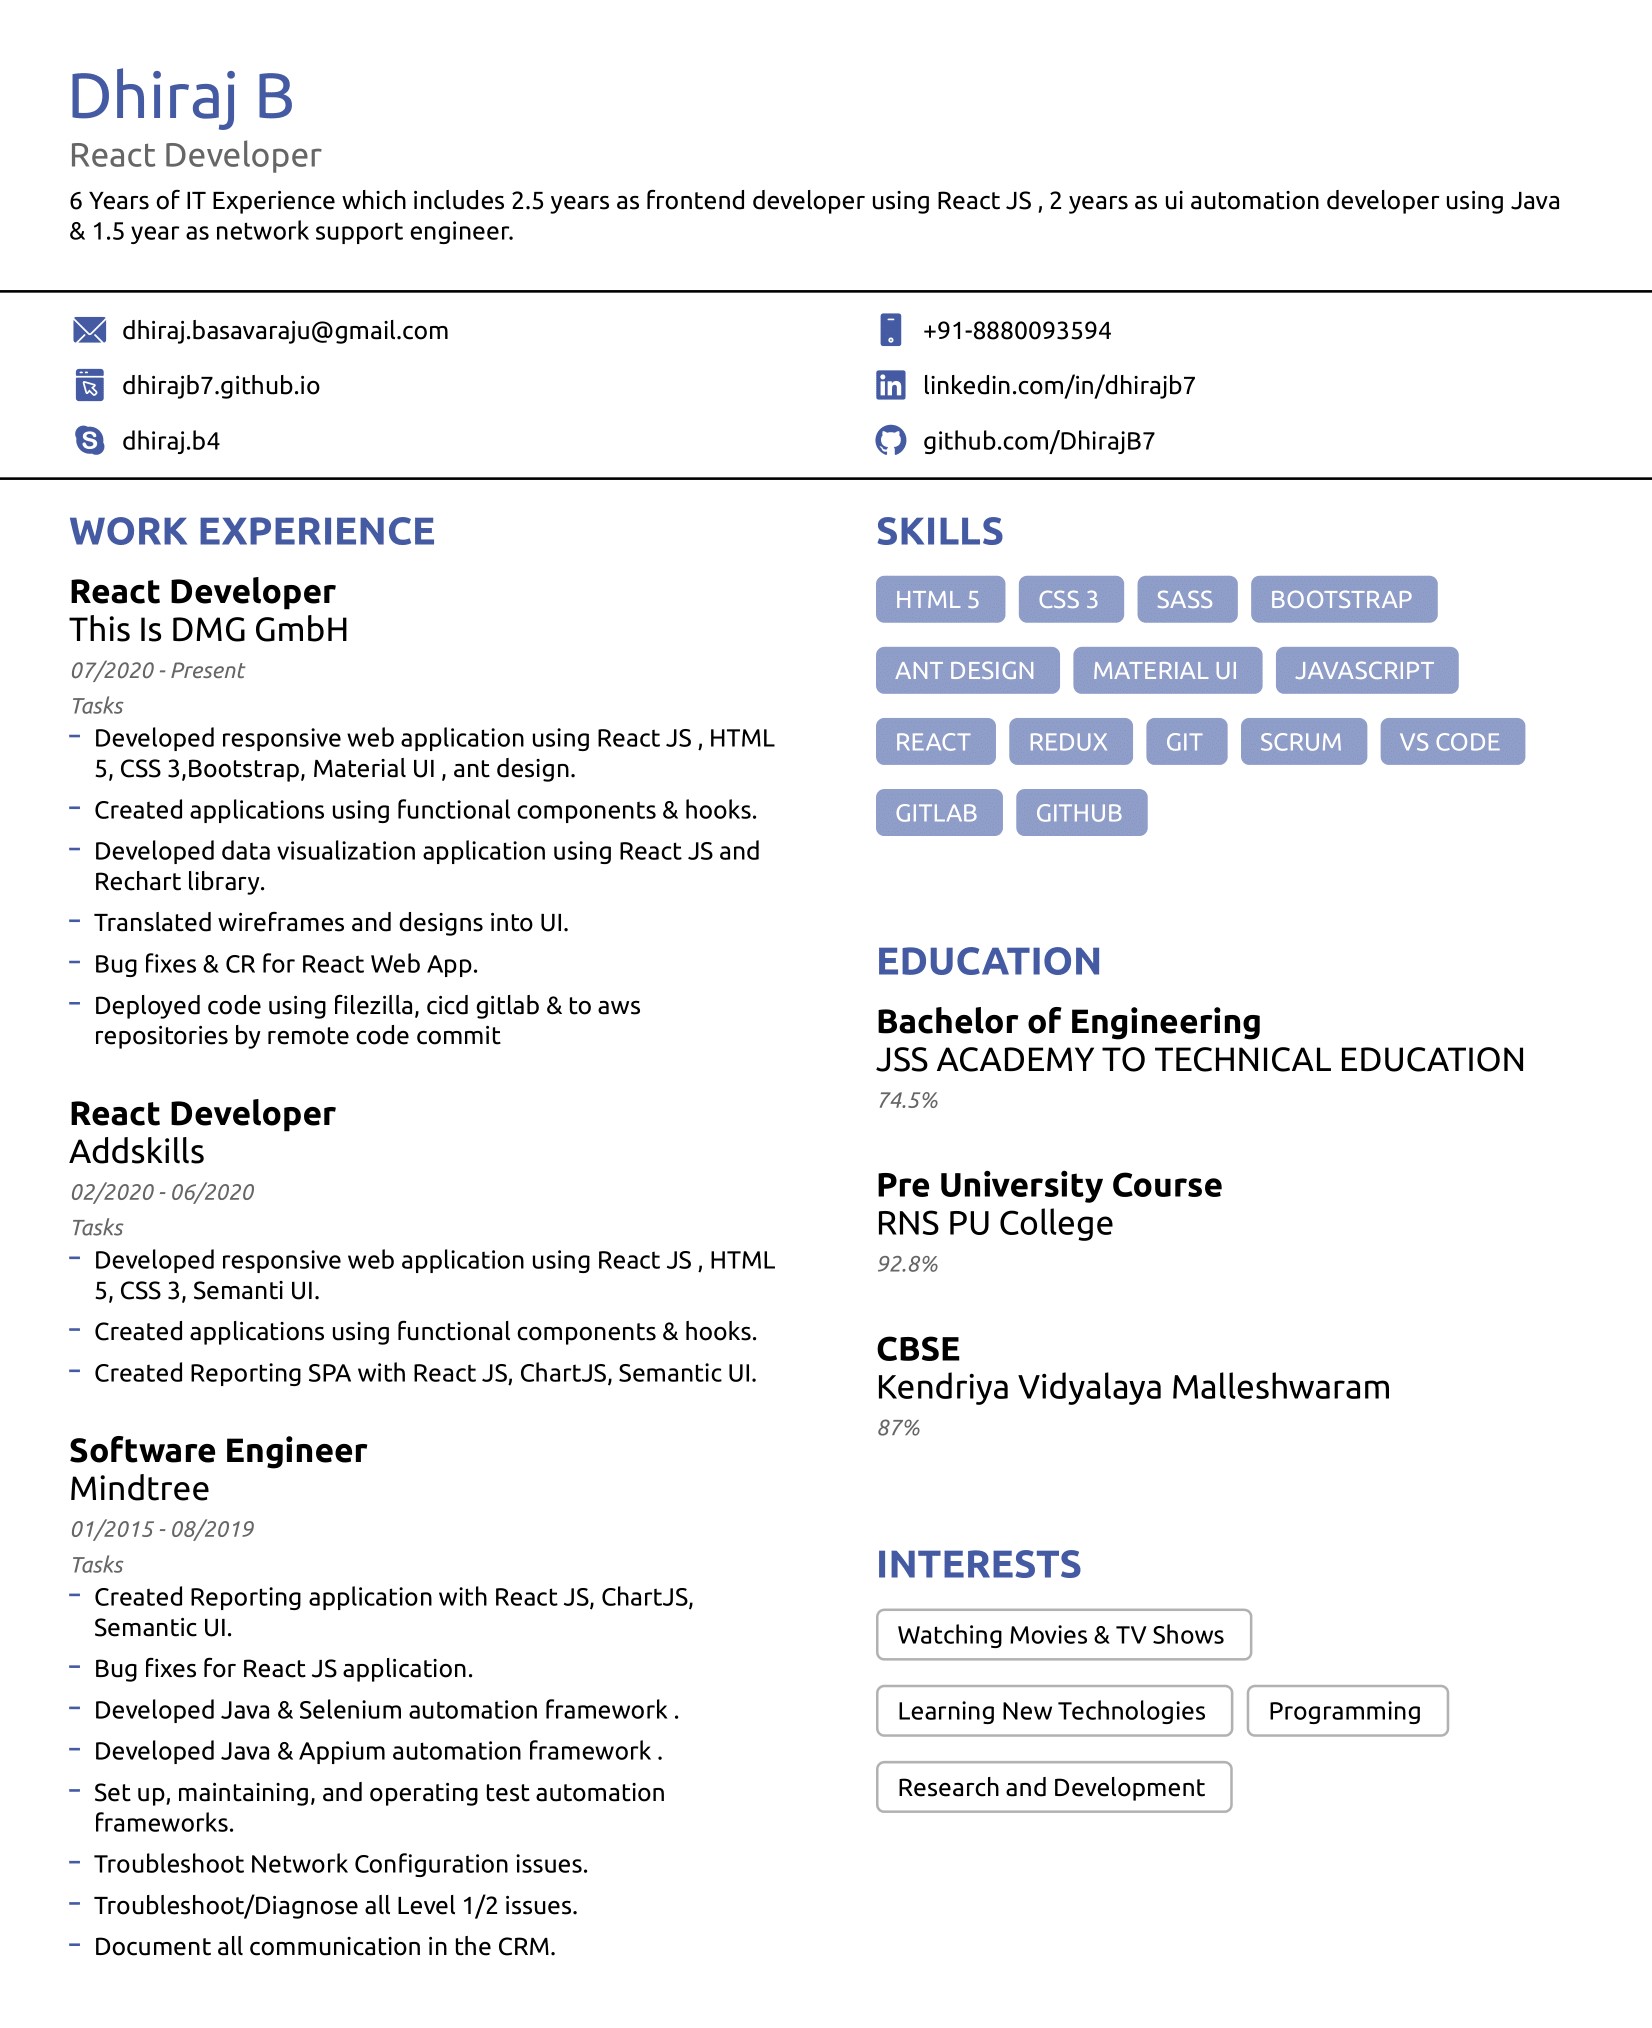 Dhiraj B
React Developer
6 Years of IT Experience which includes 2.5 years as frontend developer using React JS , 2 years as ui automation developer using Java
& 1.5 year as network support engineer.
dhiraj.basavaraju@gmail.com
+91-8880093594
dhirajb7.github.io
linkedin.com/in/dhirajb7
dhiraj.b4
github.com/DhirajB7
WORK EXPERIENCE
React Developer
This Is DMG GmbH
07/2020 - Present
Tasks
– Developed responsive web application using React JS , HTML
5, CSS 3,Bootstrap, Material UI , ant design.
– Created applications using functional components & hooks.
– Developed data visualization application using React JS and
Rechart library.
– Translated wireframes and designs into UI.
– Bug fixes & CR for React Web App.
– Deployed code using filezilla, cicd gitlab & to aws
repositories by remote code commit
React Developer
Addskills
02/2020 - 06/2020
Tasks
– Developed responsive web application using React JS , HTML
5, CSS 3, Semanti UI.
– Created applications using functional components & hooks.
– Created Reporting SPA with React JS, ChartJS, Semantic UI.
Software Engineer
Mindtree
01/2015 - 08/2019
Tasks
– Created Reporting application with React JS, ChartJS,
Semantic UI.
– Bug fixes for React JS application.
– Developed Java & Selenium automation framework .
– Developed Java & Appium automation framework .
– Set up, maintaining, and operating test automation
frameworks.
– Troubleshoot Network Configuration issues.
– Troubleshoot/Diagnose all Level 1/2 issues.
– Document all communication in the CRM.
SKILLS
HTML 5 CSS 3 SASS BOOTSTRAP
ANT DESIGN MATERIAL UI JAVASCRIPT
REACT REDUX GIT SCRUM VS CODE
GITLAB GITHUB
EDUCATION
Bachelor of Engineering
JSS ACADEMY TO TECHNICAL EDUCATION
74.5%
Pre University Course
RNS PU College
92.8%
CBSE
Kendriya Vidyalaya Malleshwaram
87%
INTERESTS
Watching Movies & TV Shows
Learning New Technologies Programming
Research and Development